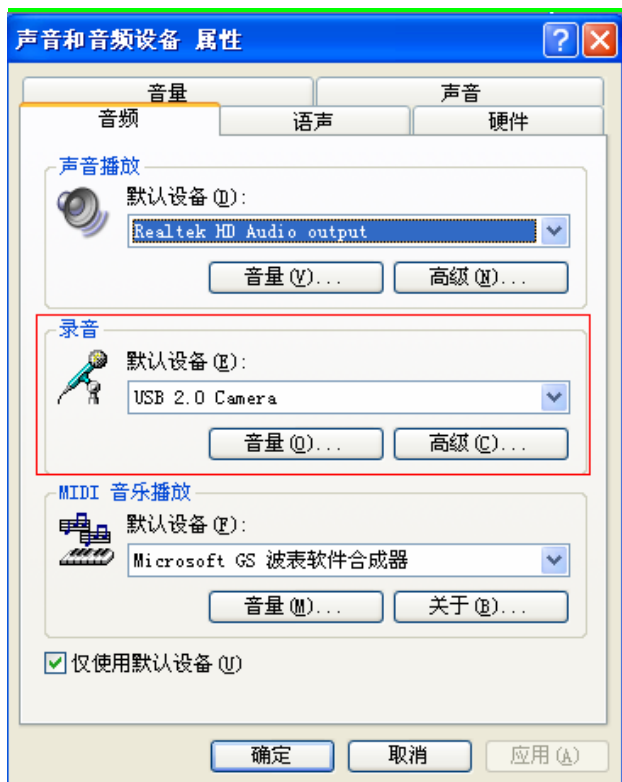 声音和音频设备 属性
音量 声音
音频 语声 硬件
声音播放
默认设备(D):
Realtek HD Audio output
音量(V)... 高级(N)...
录音
默认设备(E):
USB 2.0 Camera
音量(O)... 高级(C)...
MIDI 音乐播放
默认设备(F):
Microsoft GS 波表软件合成器
音量(M)... 关于(B)...
仅使用默认设备(U)
确定 取消 应用(A)